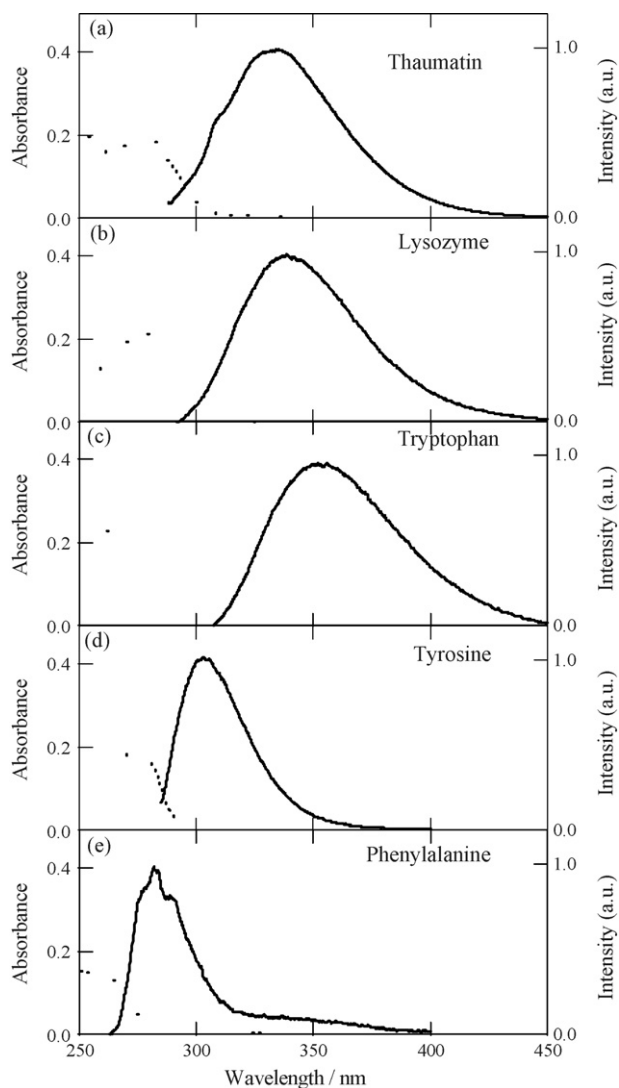 (a)
Thaumatin
Absorbance
0.4
0.2
0.0
Intensity (a.u.)
1.0
0.0
(b)
Lysozyme
Absorbance
0.4
0.2
0.0
Intensity (a.u.)
1.0
0.0
(c)
Tryptophan
Absorbance
0.4
0.2
0.0
Intensity (a.u.)
1.0
0.0
(d)
Tyrosine
Absorbance
0.4
0.2
0.0
Intensity (a.u.)
1.0
0.0
(e)
Phenylalanine
Absorbance
0.4
0.2
0.0
Intensity (a.u.)
1.0
0.0
250 300 350 400 450
Wavelength / nm